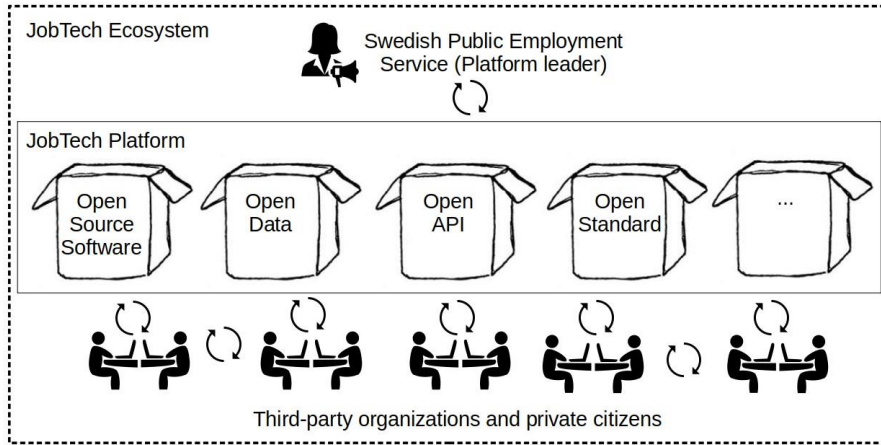 JobTech Ecosystem
Swedish Public Employment
Service (Platform leader)
JobTech Platform
Open
Source
Software
Open
Data
Open
API
Open
Standard
...
Third-party organizations and private citizens